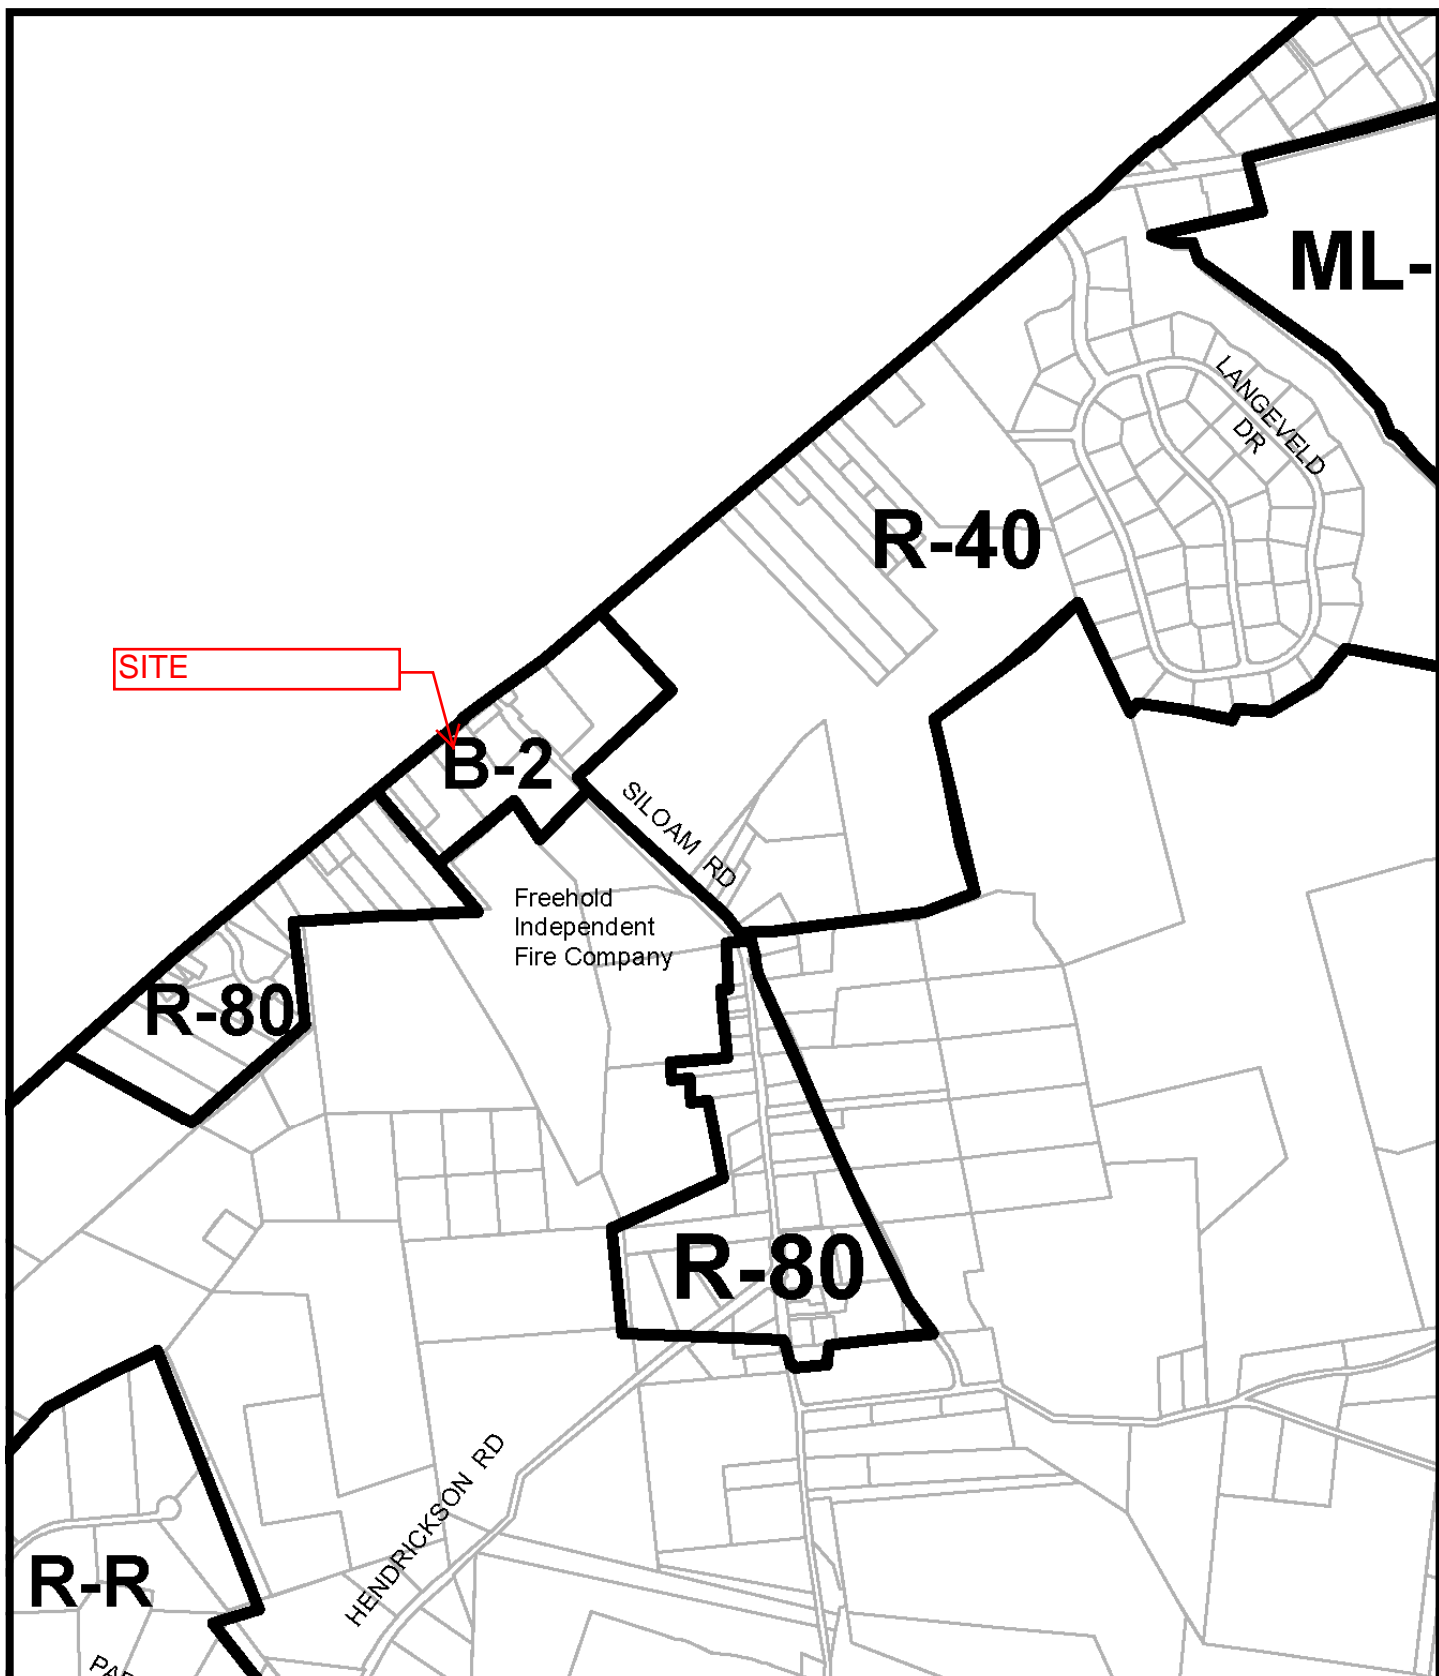 ML-
LANGEVELD
DR
R-40
SITE
B-2
SILOAM RD
Freehold
Independent
Fire Company
R-80
R-80
HENDRICKSON RD
R-R